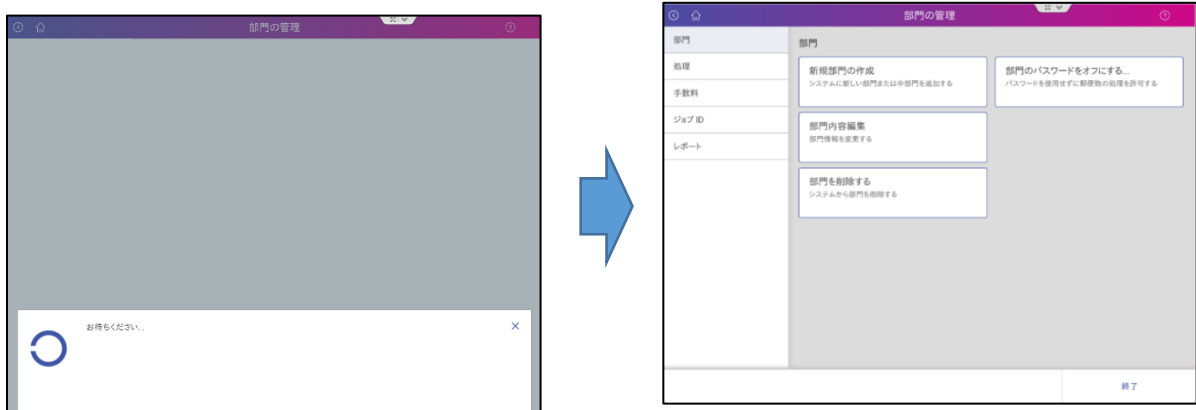 部門の管理
お待ちください..
部門の管理
部門
処理
手数料
ジョブ ID
レポート
部門
新規部門の作成
システムに新しい部門または中部門を追加する
部門のパスワードをオフにする...
パスワードを使用せずに郵便物の処理を許可する
部門内容編集
部門情報を変更する
部門を削除する
システムから部門を削除する
終了